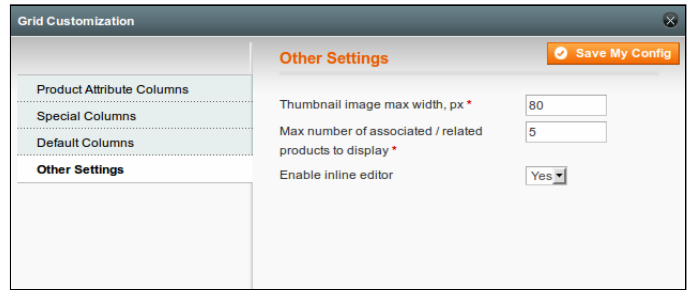 Grid Customization
Product Attribute Columns
Special Columns
Default Columns
Other Settings
Other Settings
Save My Config
Thumbnail image max width, px *
80
Max number of associated / related
products to display *
5
Enable inline editor
Yes